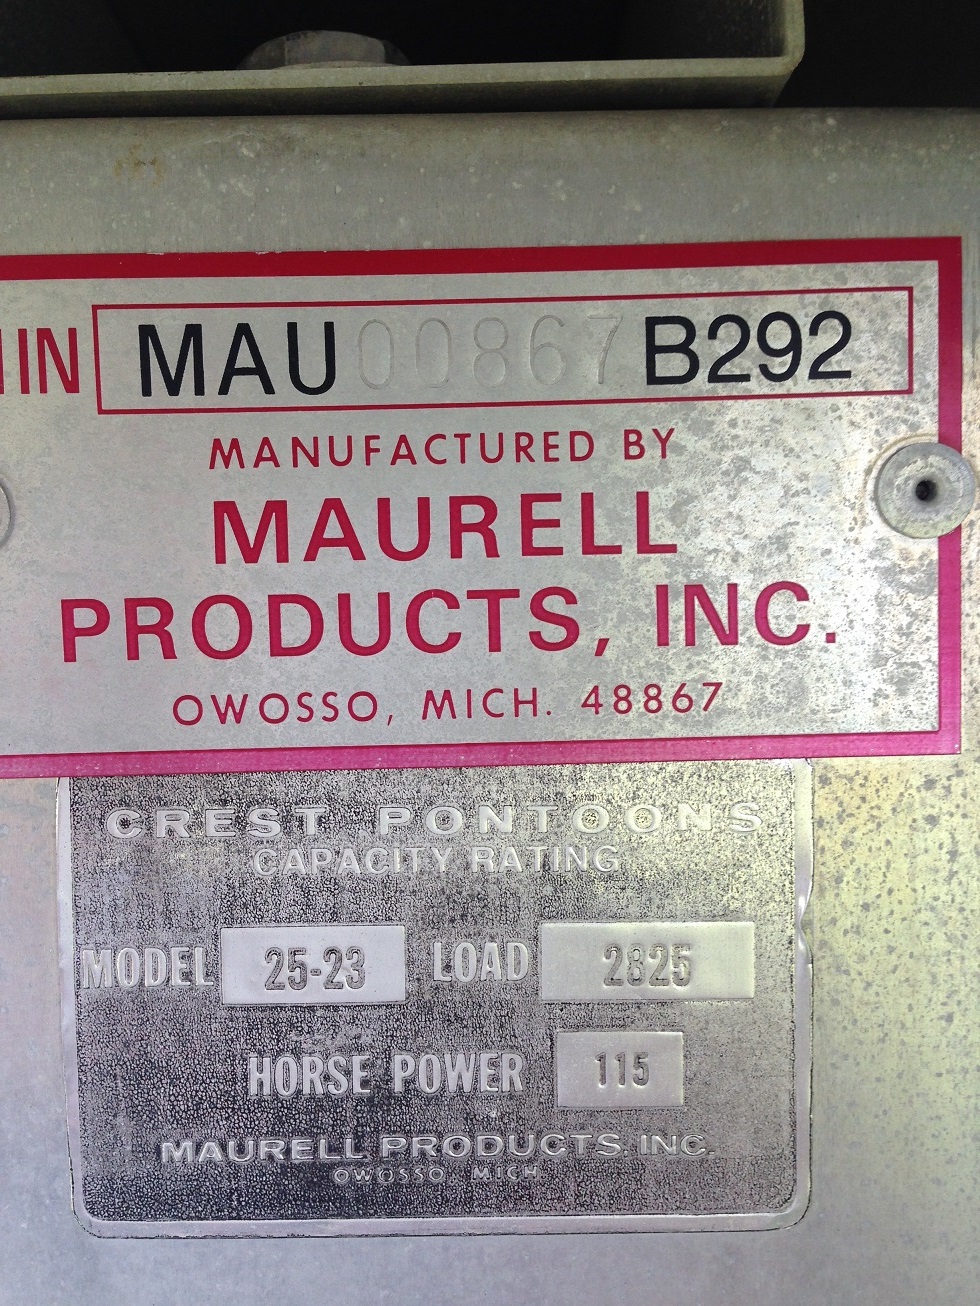 HIN MAU00867B292
MANUFACTURED BY
MAURELL
PRODUCTS, INC.
OWOSSO, MICH. 48867
CREST PONTOONS
CAPACITY RATING
MODEL 25-23 LOAD 2825
HORSE POWER 115
MAURELL PRODUCTS. INC.
OWOSSO, MICH.